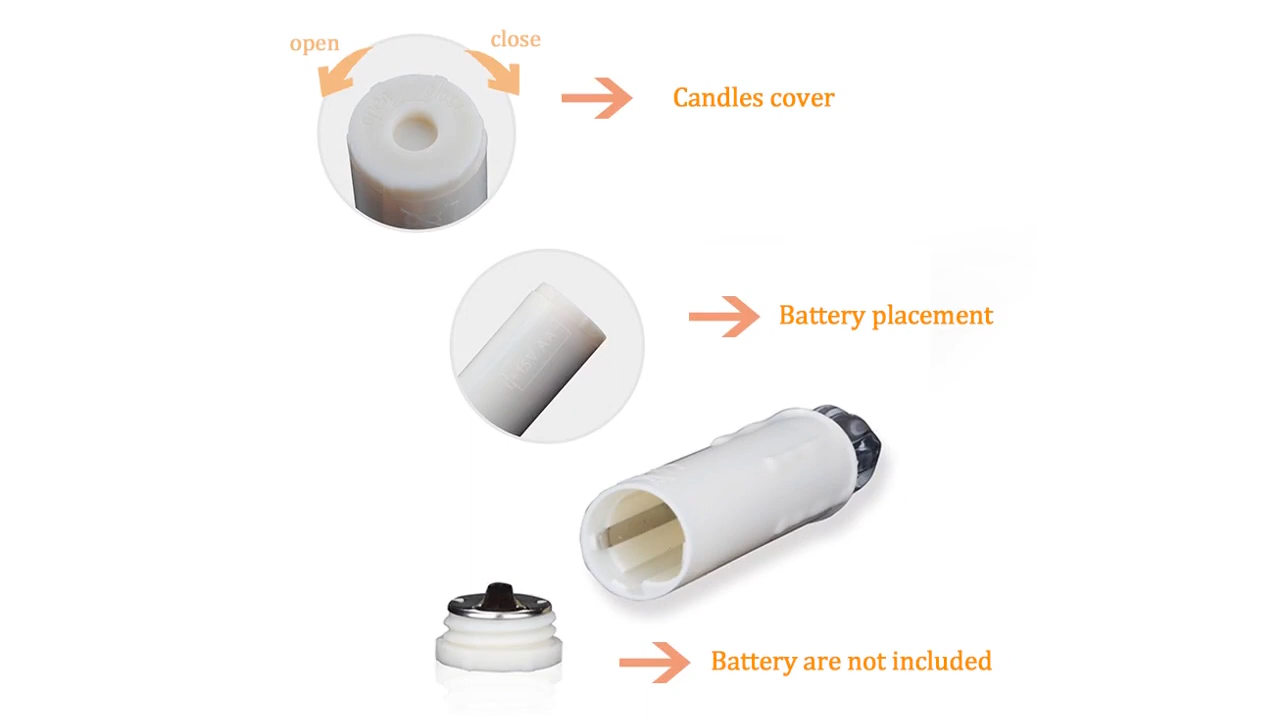 open
close
Candles cover
Battery placement
Battery are not included